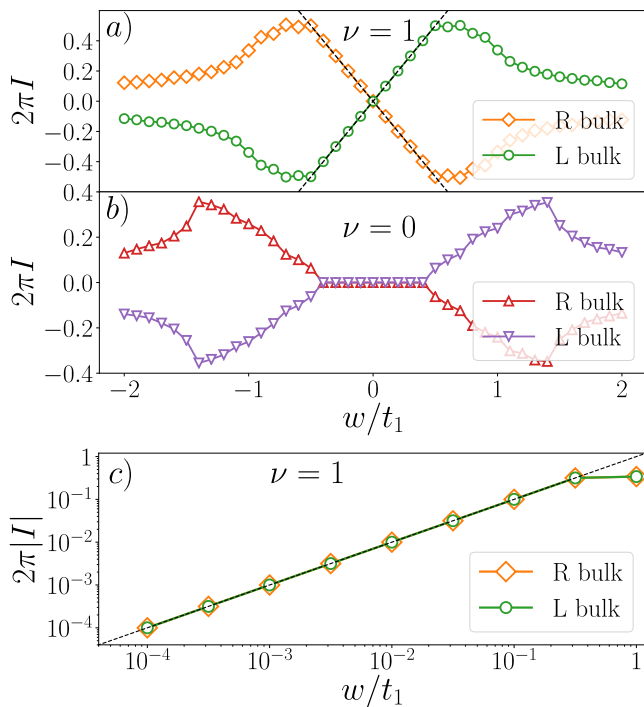 a)
ν = 1
2πI
0.4
0.2
0.0
−0.2
−0.4
R bulk
L bulk
b)
ν = 0
2πI
0.4
0.2
0.0
−0.2
−0.4
R bulk
L bulk
−2
−1
0
1
2
w/t₁
c)
ν = 1
2π|I|
1
10⁻¹
10⁻²
10⁻³
10⁻⁴
R bulk
L bulk
10⁻⁴
10⁻³
10⁻²
10⁻¹
1
w/t₁